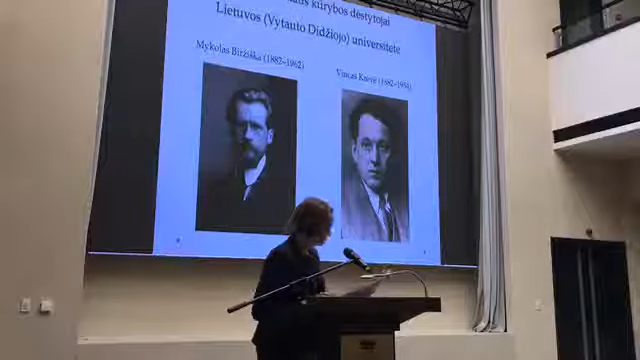 kūrybos dėstytojai
Lietuvos (Vytauto Didžiojo) universitete
Mykolas Biržiška (1882–1962)
Vincas Krėvė (1882–1954)